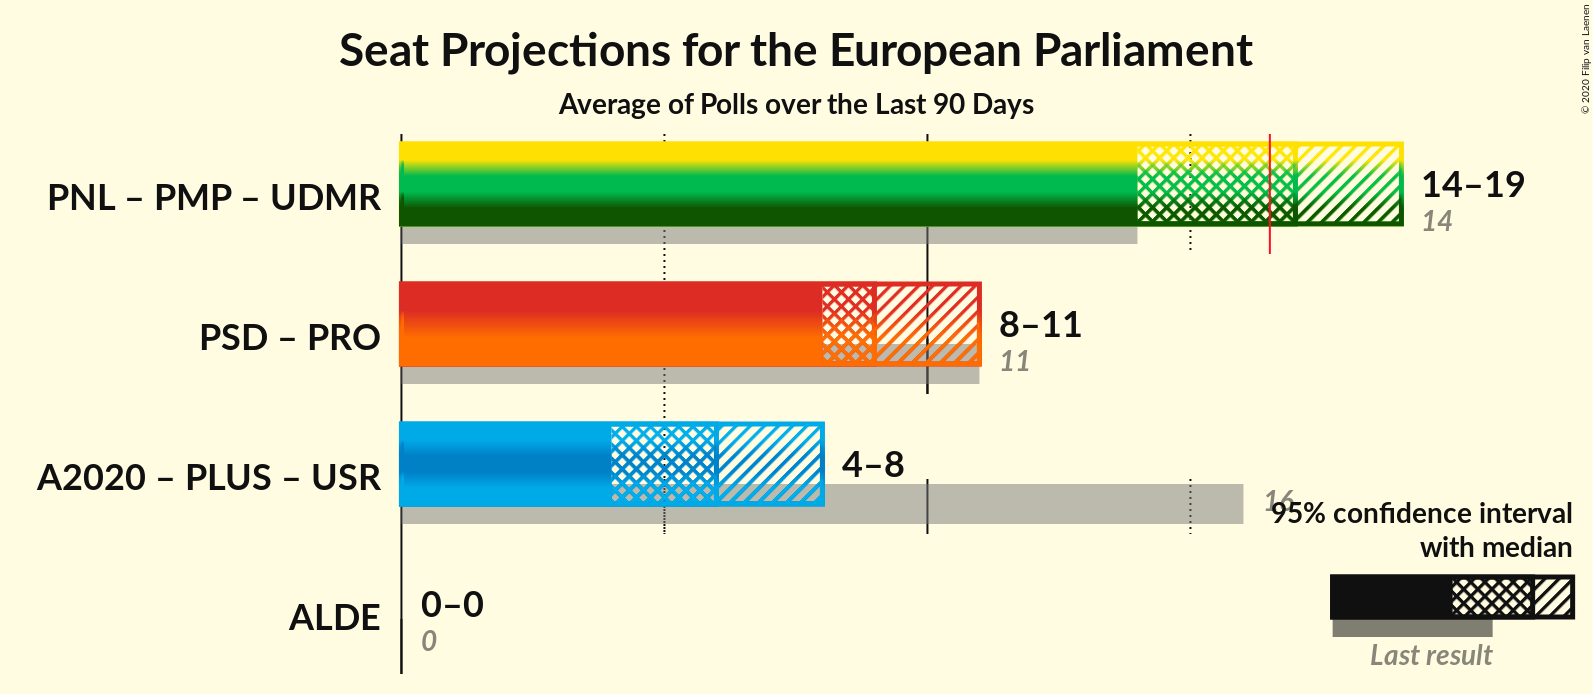 Seat Projections for the European Parliament
Average of Polls over the Last 90 Days
© 2020 Filip van Laenen
PNL – PMP – UDMR
14–19
14
PSD – PRO
8–11
11
A2020 – PLUS – USR
4–8
16
95% confidence interval
with median
Last result
ALDE
0–0
0